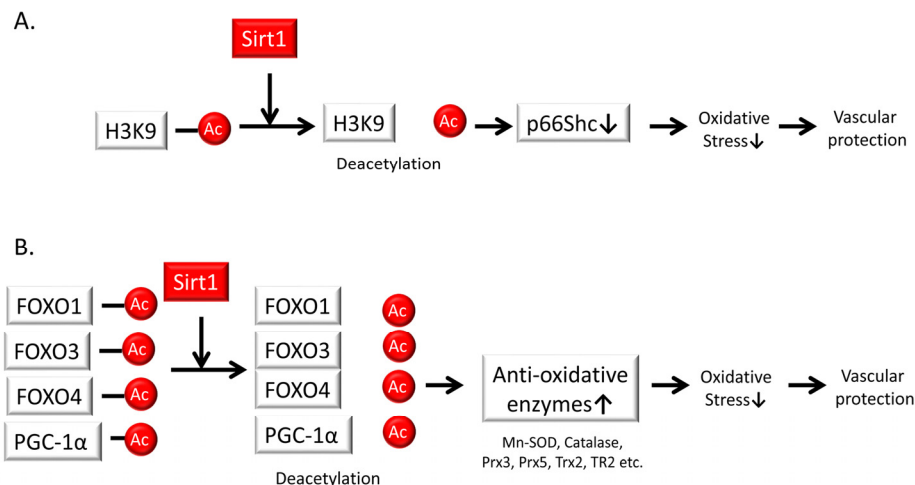 A.
Sirt1
H3K9
Ac
H3K9
Ac
p66Shc↓
Oxidative
Stress↓
Vascular
protection
Deacetylation
B.
Sirt1
FOXO1
Ac
FOXO3
Ac
FOXO4
Ac
PGC-1α
Ac
FOXO1
Ac
FOXO3
Ac
FOXO4
Ac
PGC-1α
Ac
Deacetylation
Anti-oxidative
enzymes↑
Mn-SOD, Catalase,
Prx3, Prx5, Trx2, TR2 etc.
Oxidative
Stress↓
Vascular
protection